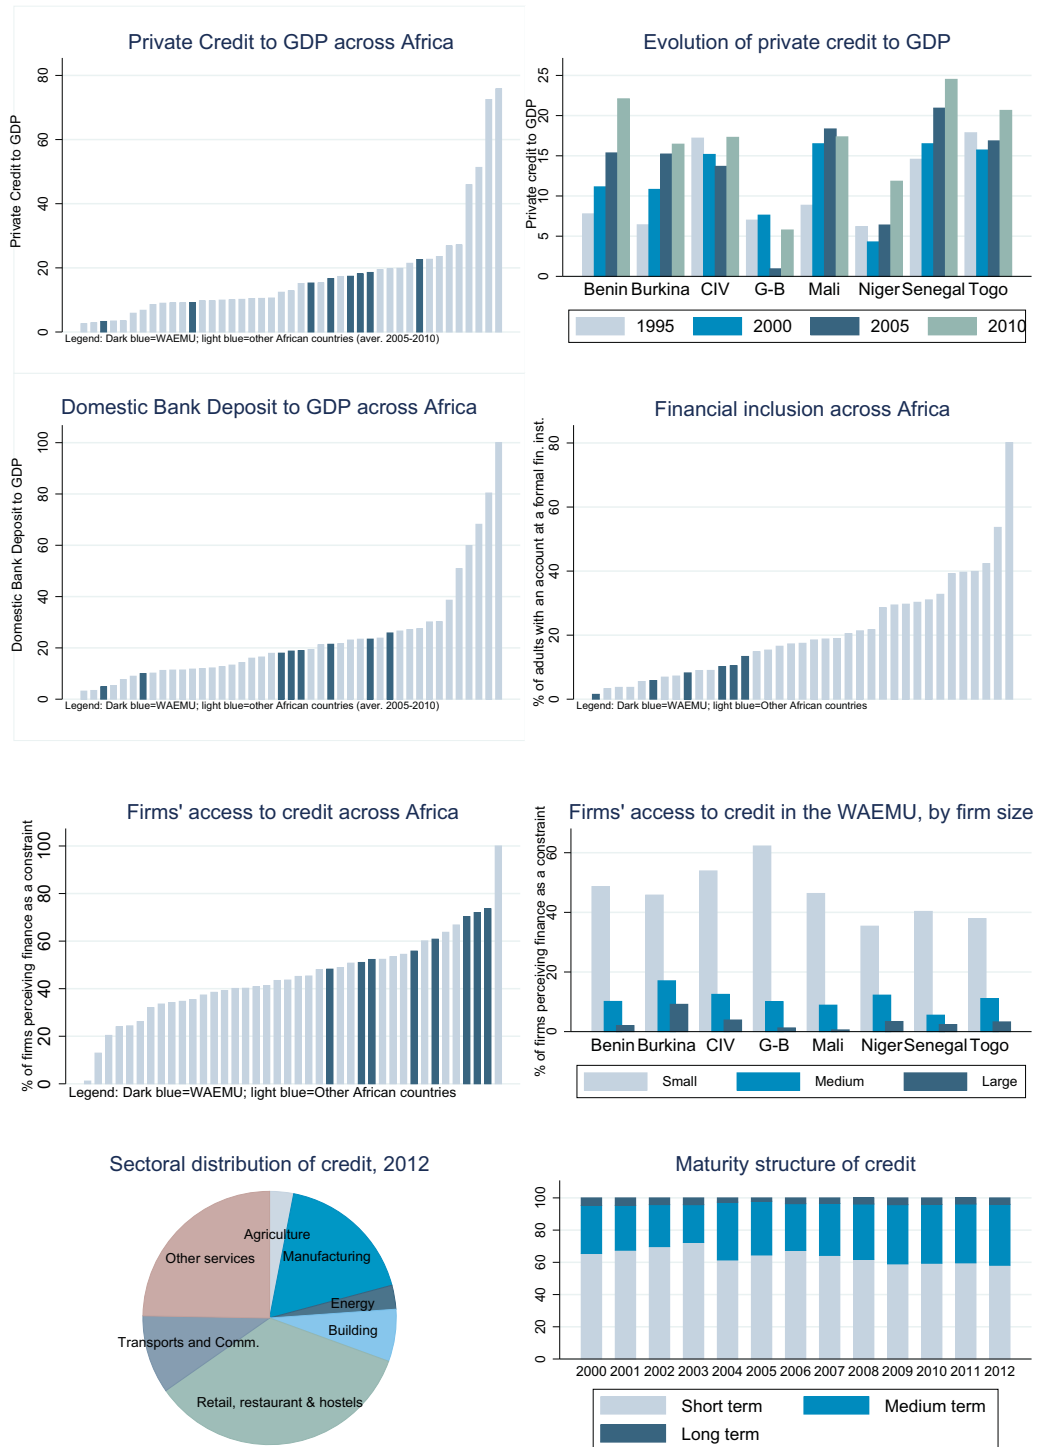 Private Credit to GDP across Africa
Private Credit to GDP
80
60
40
20
0
Legend: Dark blue=WAEMU; light blue=other African countries (aver. 2005-2010)
Evolution of private credit to GDP
Private credit to GDP
25
20
15
10
5
0
Benin Burkina CIV G-B Mali Niger Senegal Togo
1995 2000 2005 2010
Domestic Bank Deposit to GDP across Africa
Domestic Bank Deposit to GDP
100
80
60
40
20
0
Legend: Dark blue=WAEMU; light blue=other African countries (aver. 2005-2010)
Financial inclusion across Africa
% of adults with an account at a formal fin. inst.
80
60
40
20
0
Legend: Dark blue=WAEMU; light blue=Other African countries
Firms' access to credit across Africa
% of firms perceiving finance as a constraint
100
80
60
40
20
0
Legend: Dark blue=WAEMU; light blue=Other African countries
Firms' access to credit in the WAEMU, by firm size
% of firms perceiving finance as a constraint
60
40
20
0
Benin Burkina CIV G-B Mali Niger Senegal Togo
Small Medium Large
Sectoral distribution of credit, 2012
Agriculture
Other services
Manufacturing
Energy
Building
Transports and Comm.
Retail, restaurant & hostels
Maturity structure of credit
100
80
60
40
20
0
2000 2001 2002 2003 2004 2005 2006 2007 2008 2009 2010 2011 2012
Short term Medium term
Long term